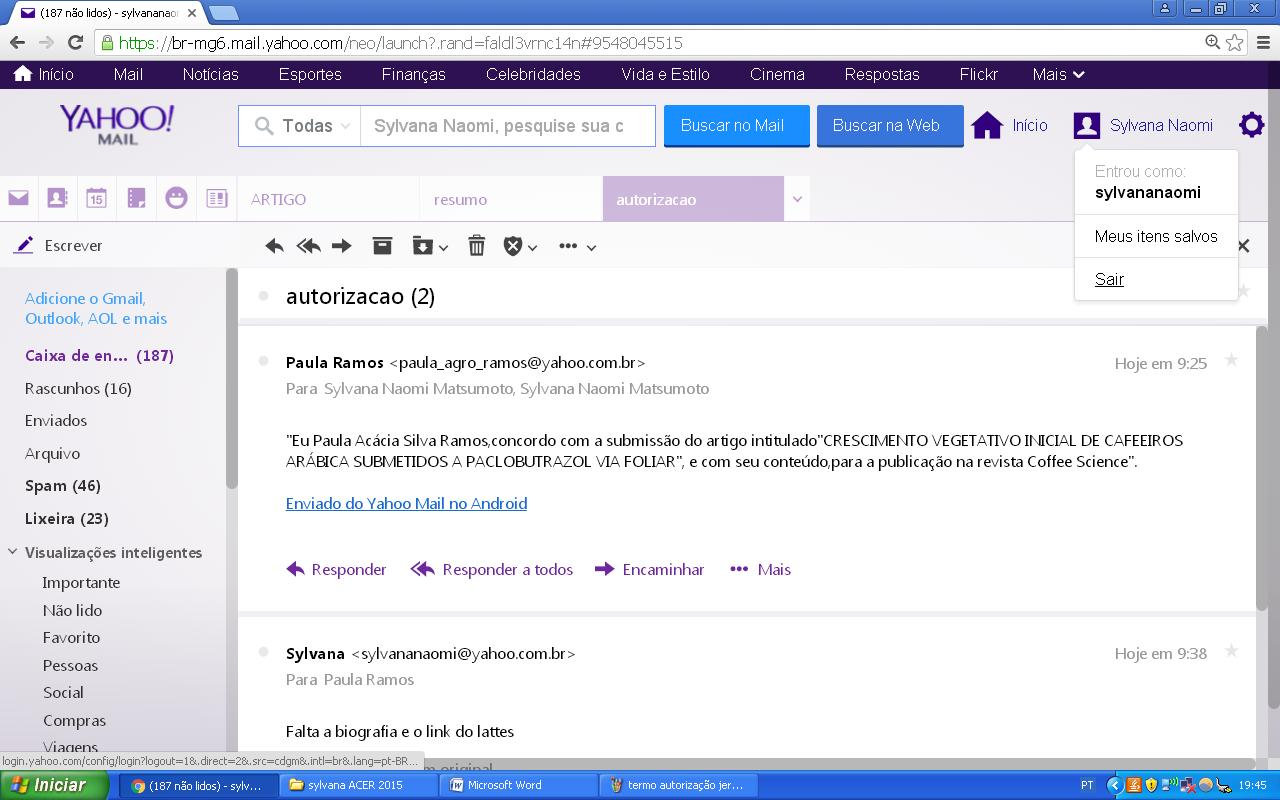 (187 não lidos) - sylvananao
https://br-mg6.mail.yahoo.com/neo/launch?.rand=faldl3vrnc14n#9548045515
Início Mail Notícias Esportes Finanças Celebridades Vida e Estilo Cinema Respostas Flickr Mais
YAHOO!
MAIL
Todas Sylvana Naomi, pesquise sua c Buscar no Mail Buscar na Web Início Sylvana Naomi
Entrou como:
sylvananaomi
Meus itens salvos
Sair
15 ARTIGO resumo autorizacao
Escrever
autorizacao (2)
Adicione o Gmail,
Outlook, AOL e mais
Caixa de en... (187)
Rascunhos (16)
Enviados
Arquivo
Spam (46)
Lixeira (23)
Visualizações inteligentes
Importante
Não lido
Favorito
Pessoas
Social
Compras
Viagens
Paula Ramos <paula_agro_ramos@yahoo.com.br> Hoje em 9:25
Para Sylvana Naomi Matsumoto, Sylvana Naomi Matsumoto
"Eu Paula Acácia Silva Ramos,concordo com a submissão do artigo intitulado"CRESCIMENTO VEGETATIVO INICIAL DE CAFEEIROS
ARÁBICA SUBMETIDOS A PACLOBUTRAZOL VIA FOLIAR", e com seu conteúdo,para a publicação na revista Coffee Science".
Enviado do Yahoo Mail no Android
Responder Responder a todos Encaminhar Mais
Sylvana <sylvananaomi@yahoo.com.br> Hoje em 9:38
Para Paula Ramos
Falta a biografia e o link do lattes
original
login.yahoo.com/config/login?logout=1&.direct=2&.src=cdgm&.intl=br&.lang=pt-BR...
Iniciar (187 não lidos) - sylv... sylvana ACER 2015 Microsoft Word termo autorização jer... PT 19:45